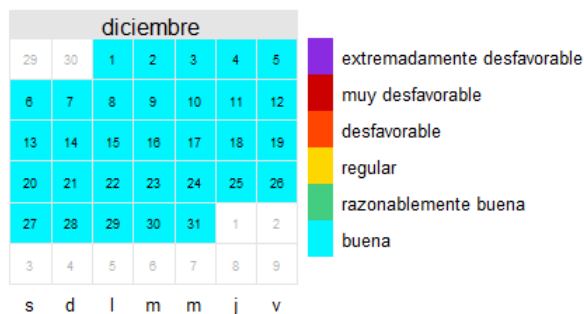 diciembre
29 30 1 2 3 4 5
6 7 8 9 10 11 12
13 14 15 16 17 18 19
20 21 22 23 24 25 26
27 28 29 30 31 1 2
3 4 5 6 7 8 9
s d l m m j v
extremadamente desfavorable
muy desfavorable
desfavorable
regular
razonablemente buena
buena